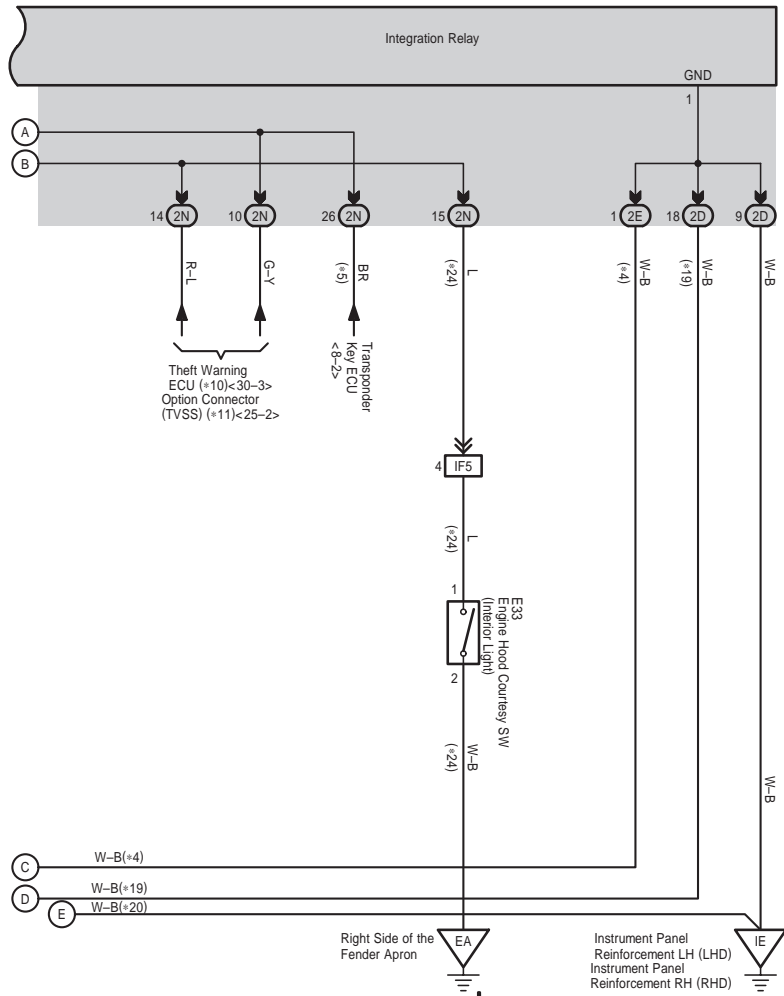 Integration Relay
GND
1
A
B
14 2N
10 2N
26 2N
15 2N
1 2E
18 2D
9 2D
R–L
G–Y
BR
(∗5)
L
(∗24)
W–B
(∗4)
W–B
(∗19)
W–B
Theft Warning
ECU (∗10)<30–3>
Option Connector
(TVSS) (∗11)<25–2>
Transponder
Key ECU
<8–2>
4 IF5
L
(∗24)
1
2
E33
Engine Hood Courtesy SW
(Interior Light)
W–B
(∗24)
W–B
C
W–B(∗4)
D
W–B(∗19)
E
W–B(∗20)
Right Side of the
Fender Apron
EA
Instrument Panel
Reinforcement LH (LHD)
Instrument Panel
Reinforcement RH (RHD)
IE